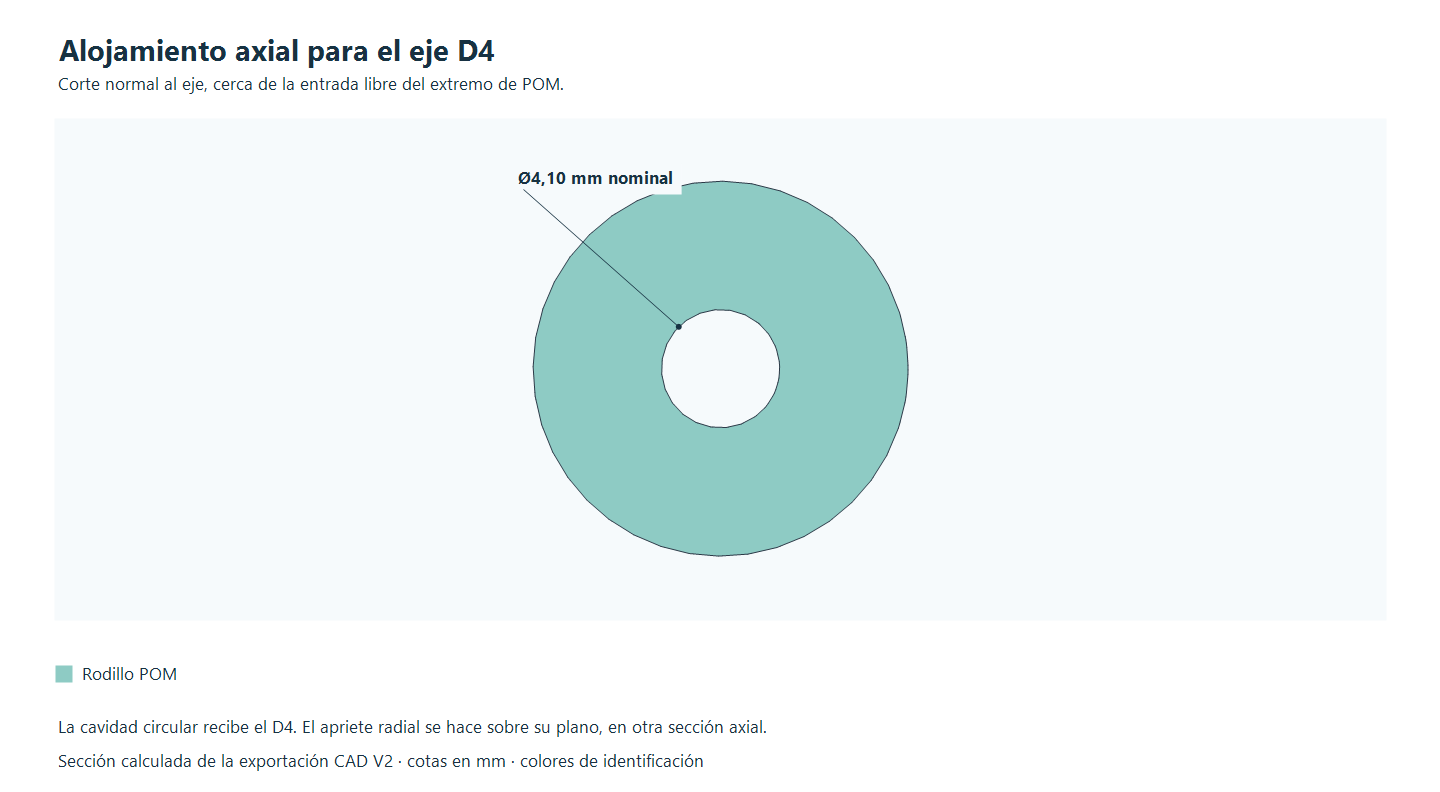 Alojamiento axial para el eje D4
Corte normal al eje, cerca de la entrada libre del extremo de POM.
Ø4,10 mm nominal
Rodillo POM
La cavidad circular recibe el D4. El apriete radial se hace sobre su plano, en otra sección axial.
Sección calculada de la exportación CAD V2 · cotas en mm · colores de identificación